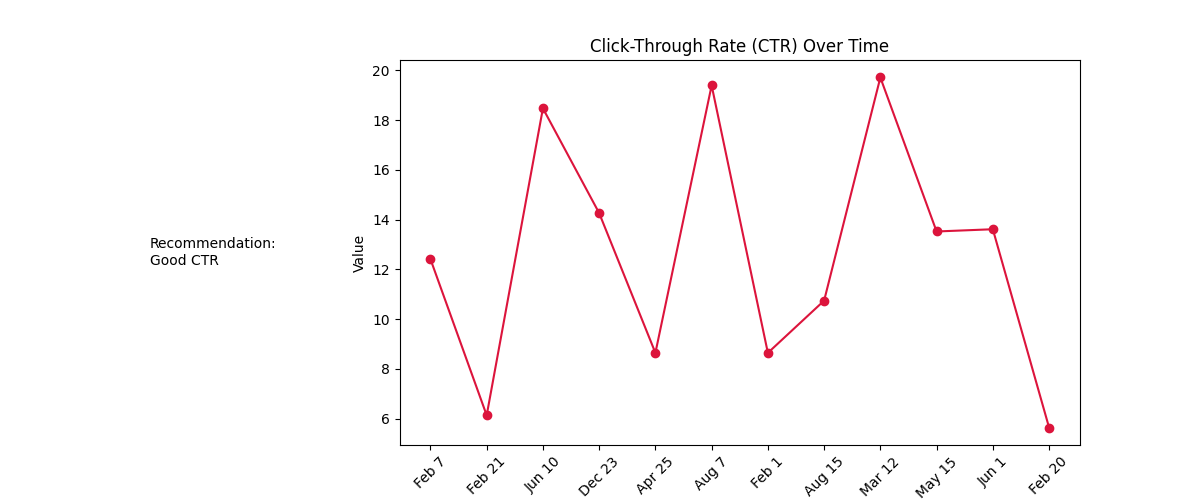 Click-Through Rate (CTR) Over Time
Recommendation:
Good CTR
Value
20
18
16
14
12
10
8
6
Feb 7
Feb 21
Jun 10
Dec 23
Apr 25
Aug 7
Feb 1
Aug 15
Mar 12
May 15
Jun 1
Feb 20